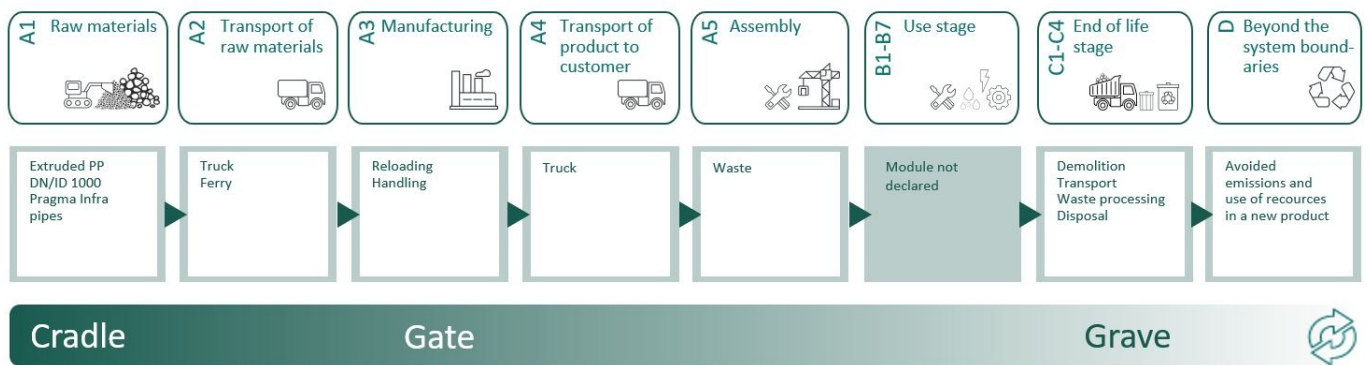 A1
Raw materials
A2
Transport of
raw materials
A3
Manufacturing
A4
Transport of
product to
customer
A5
Assembly
B1-B7
Use stage
C1-C4
End of life
stage
D
Beyond the
system bound-
aries
Extruded PP
DN/ID 1000
Pragma Infra
pipes
Truck
Ferry
Reloading
Handling
Truck
Waste
Module not
declared
Demolition
Transport
Waste processing
Disposal
Avoided
emissions and
use of recources
in a new product
Cradle
Gate
Grave